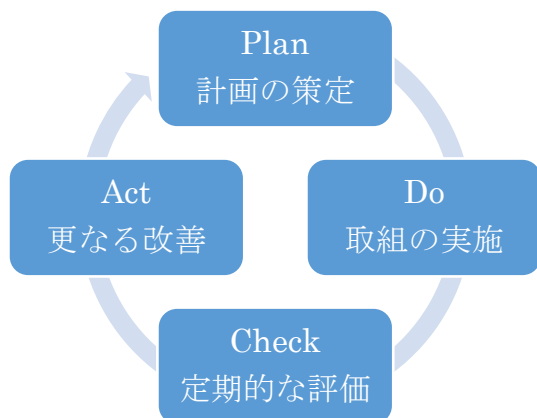 Plan
計画の策定
Do
取組の実施
Check
定期的な評価
Act
更なる改善